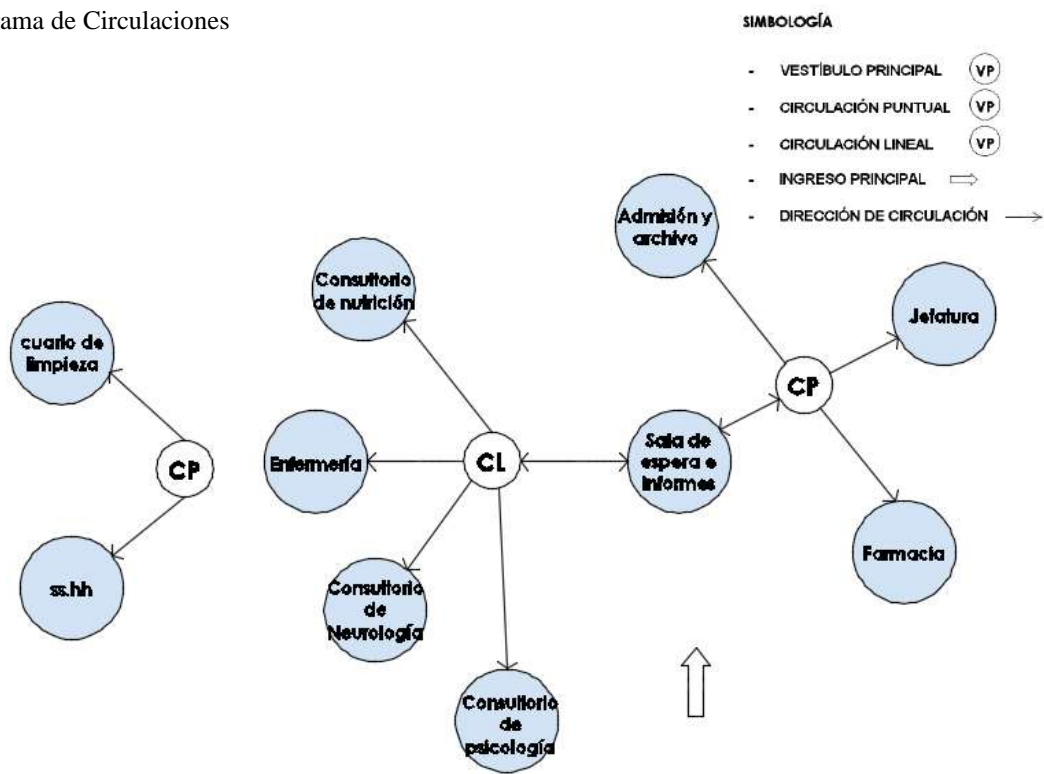 ama de Circulaciones
SIMBOLOGÍA
- VESTÍBULO PRINCIPAL VP
- CIRCULACIÓN PUNTUAL VP
- CIRCULACIÓN LINEAL VP
- INGRESO PRINCIPAL
- DIRECCIÓN DE CIRCULACIÓN
Admisión y
archivo
Consultorio
de nutrición
Jefatura
cuarto de
limpieza
CP
CP
Enfermería
CL
Sala de
espera e
informes
Farmacia
ss.hh
Consultorio
de
Neurología
Consultorio
de
psicología